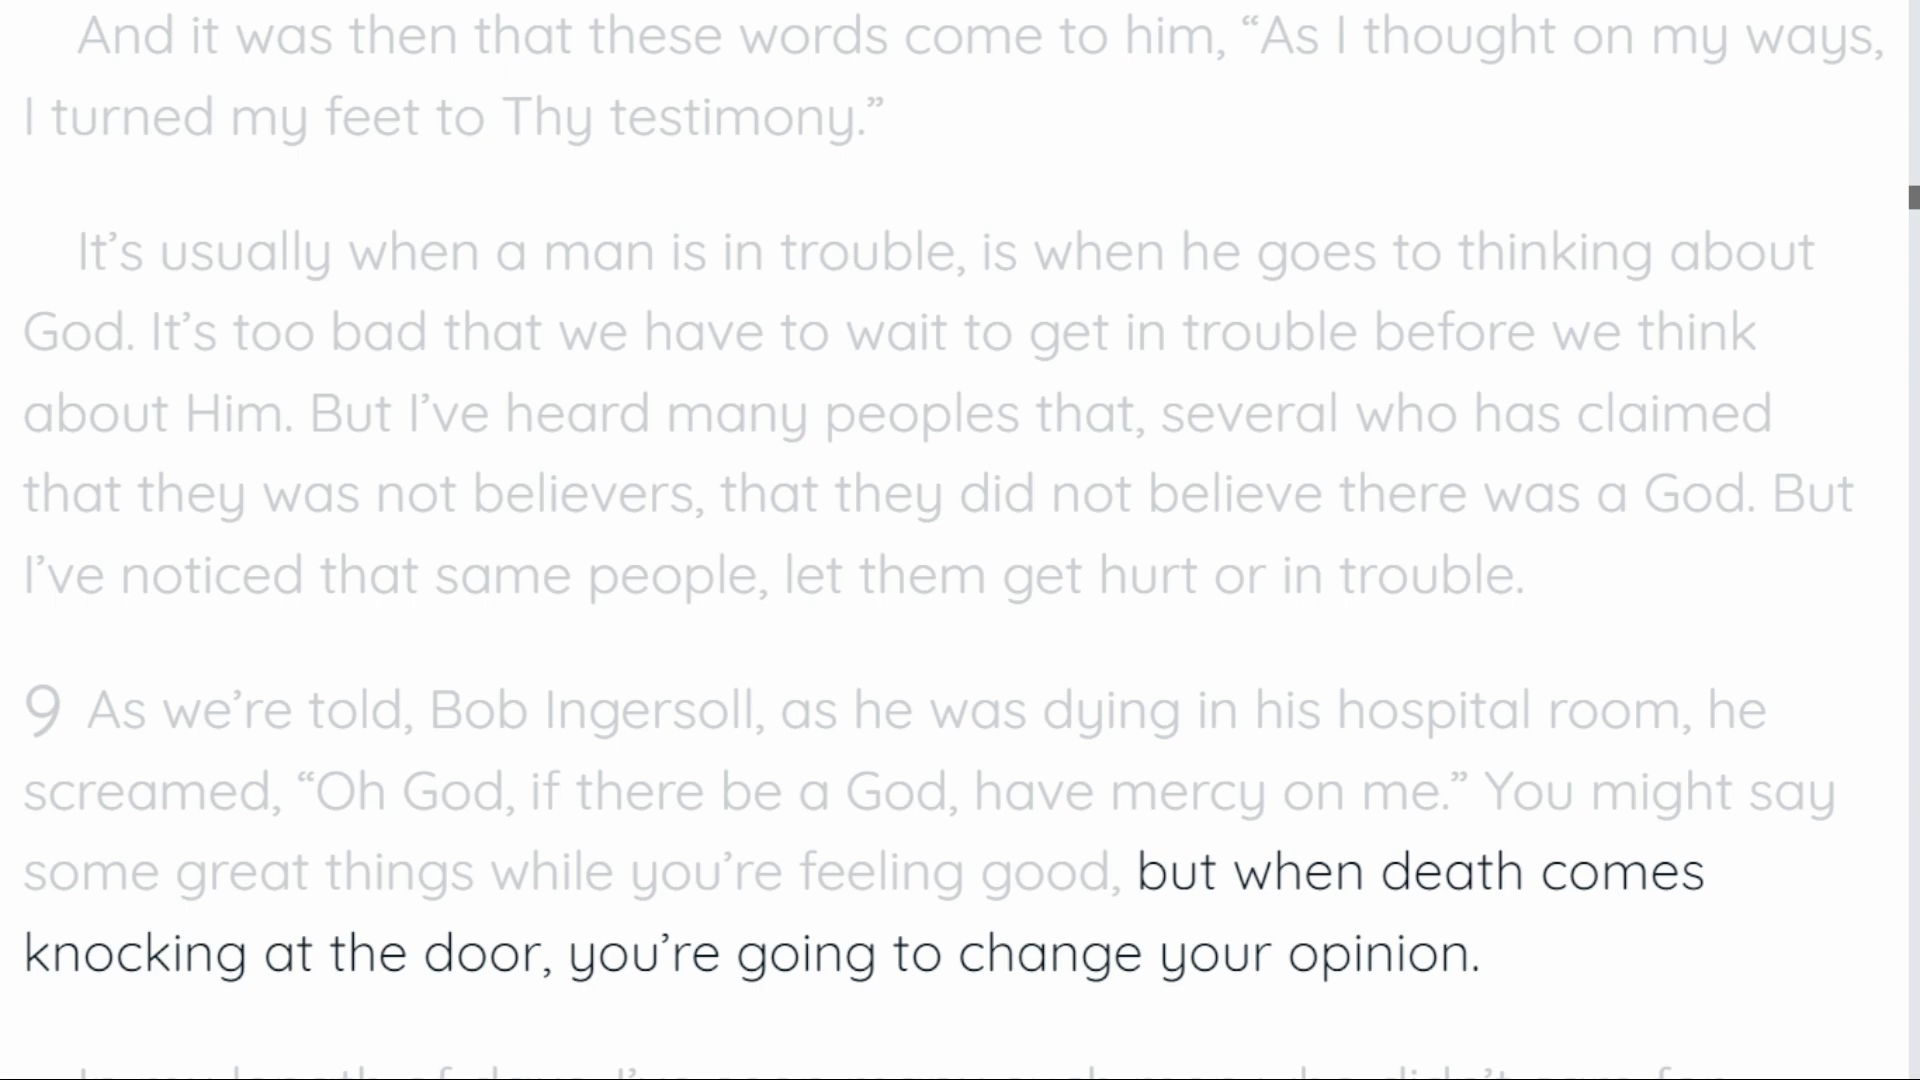 And it was then that these words come to him, “As I thought on my ways,
I turned my feet to Thy testimony.”
It’s usually when a man is in trouble, is when he goes to thinking about
God. It’s too bad that we have to wait to get in trouble before we think
about Him. But I’ve heard many peoples that, several who has claimed
that they was not believers, that they did not believe there was a God. But
I’ve noticed that same people, let them get hurt or in trouble.
9 As we’re told, Bob Ingersoll, as he was dying in his hospital room, he
screamed, “Oh God, if there be a God, have mercy on me.” You might say
some great things while you’re feeling good, but when death comes
knocking at the door, you’re going to change your opinion.